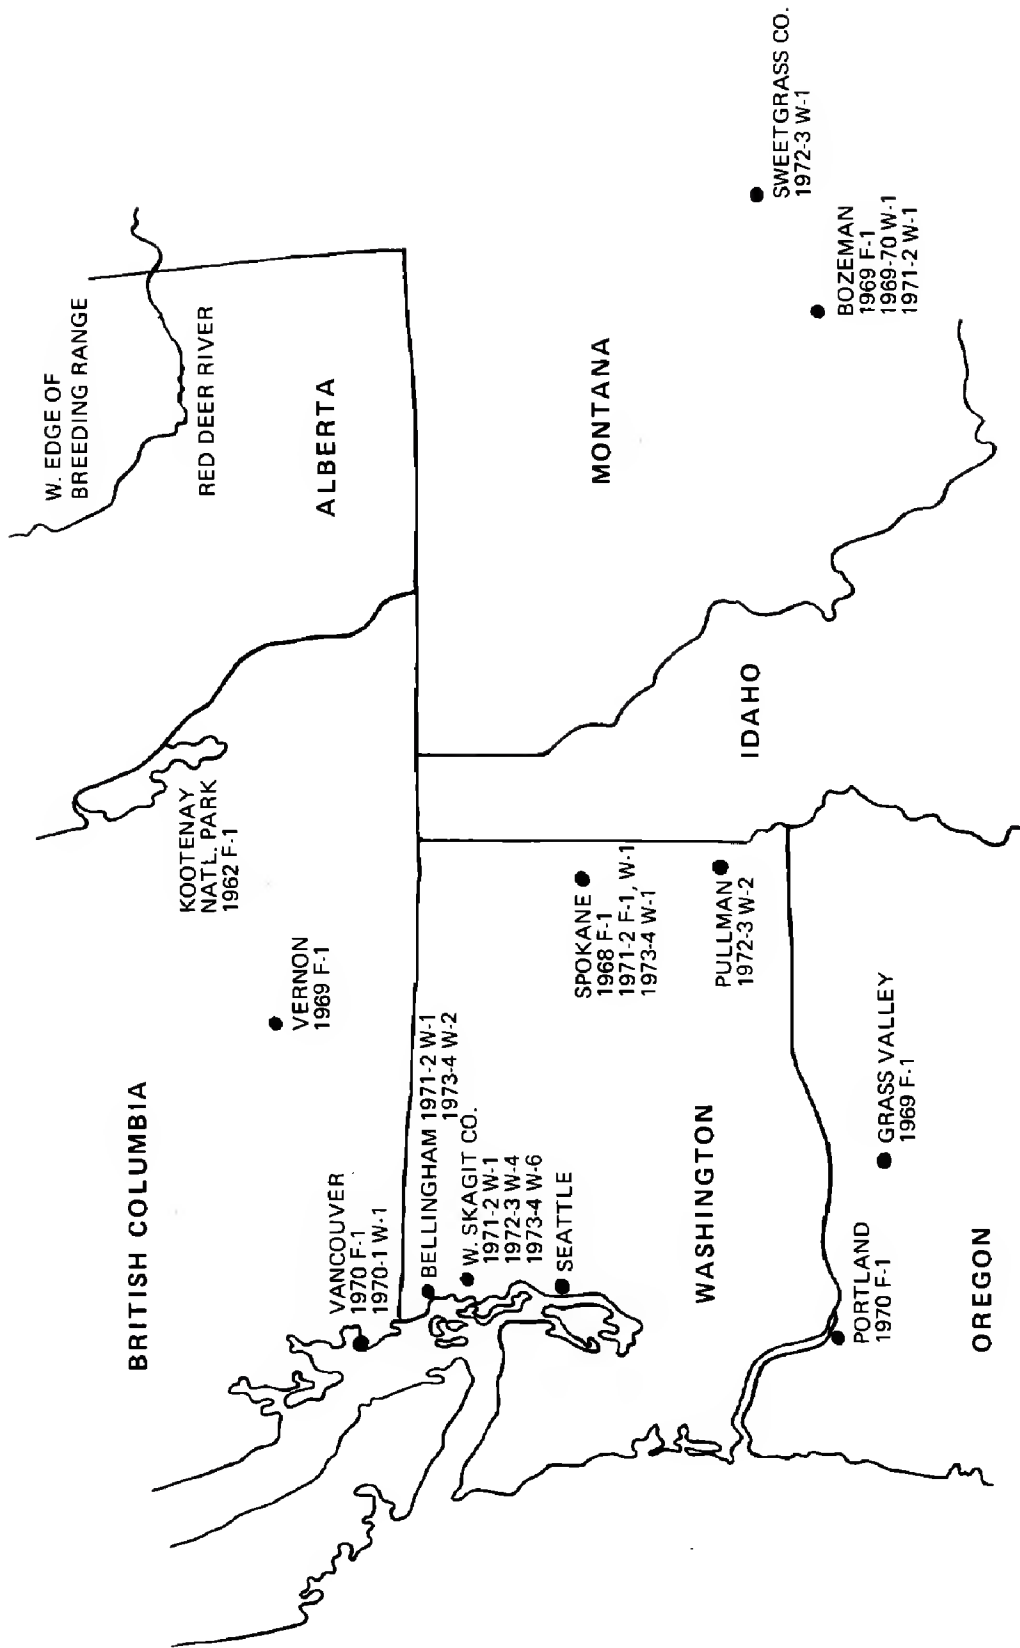 BRITISH COLUMBIA
VANCOUVER
1970 F-1
1970-1 W-1
VERNON
1969 F-1
KOOTENAY
NAT'L. PARK
1962 F-1
W. EDGE OF
BREEDING RANGE
RED DEER RIVER
ALBERTA
BELLINGHAM 1971-2 W-1
1973-4 W-2
W. SKAGIT CO.
1971-2 W-1
1972-3 W-4
1973-4 W-6
SEATTLE
WASHINGTON
SPOKANE
1968 F-1
1971-2 F-1, W-1
1973-4 W-1
PULLMAN
1972-3 W-2
IDAHO
MONTANA
SWEETGRASS CO.
1972-3 W-1
BOZEMAN
1969 F-1
1969-70 W-1
1971-2 W-1
PORTLAND
1970 F-1
GRASS VALLEY
1969 F-1
OREGON